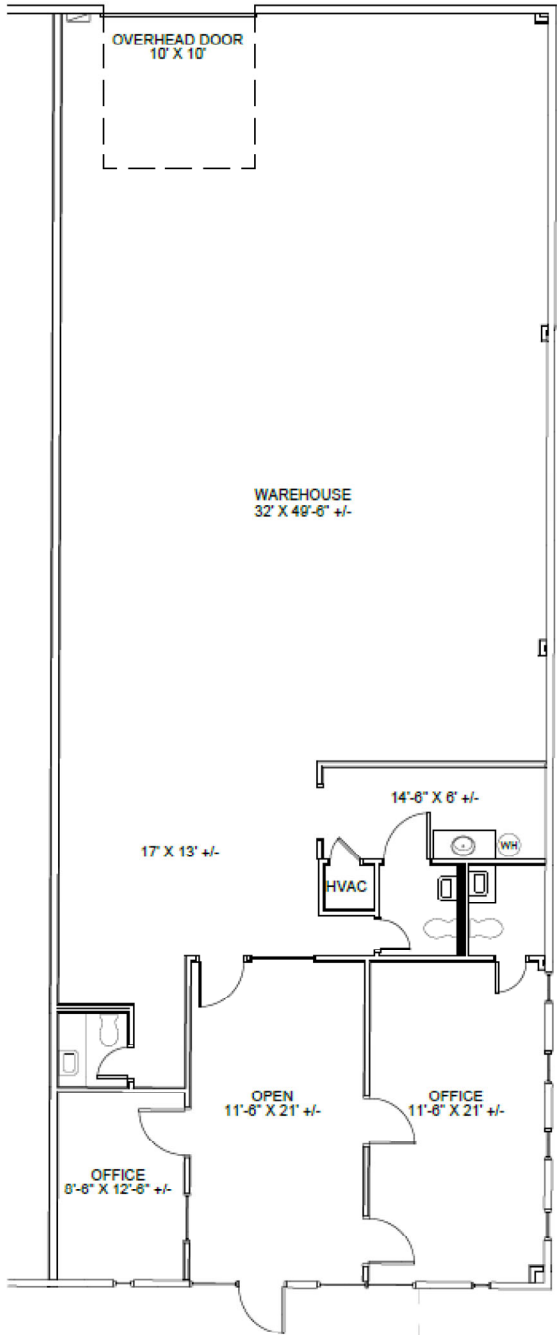 OVERHEAD DOOR
10' X 10'
WAREHOUSE
32' X 49'-6" +/-
14'-6" X 6' +/-
17' X 13' +/-
WH
HVAC
OPEN
11'-6" X 21' +/-
OFFICE
11'-6" X 21' +/-
OFFICE
8'-6" X 12'-6" +/-